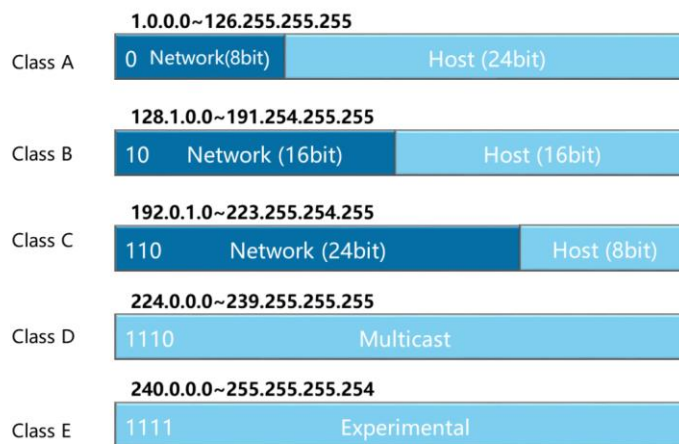 1.0.0.0~126.255.255.255
Class A 0 Network(8bit) Host (24bit)
128.1.0.0~191.254.255.255
Class B 10 Network (16bit) Host (16bit)
192.0.1.0~223.255.254.255
Class C 110 Network (24bit) Host (8bit)
224.0.0.0~239.255.255.255
Class D 1110 Multicast
240.0.0.0~255.255.255.254
Class E 1111 Experimental